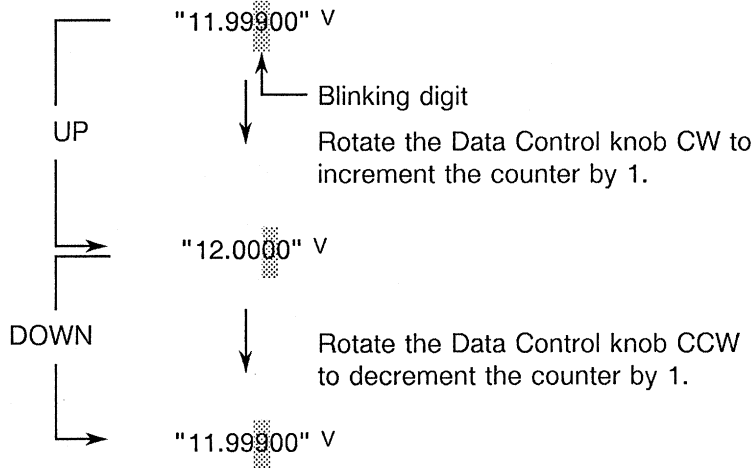 "11.99900" V
Blinking digit
UP
Rotate the Data Control knob CW to
increment the counter by 1.
"12.0000" V
DOWN
Rotate the Data Control knob CCW
to decrement the counter by 1.
"11.99900" V